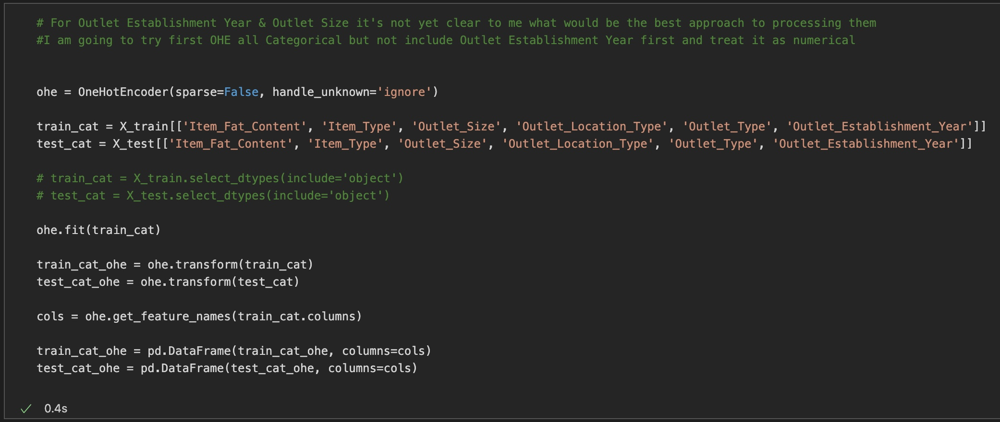 # For Outlet Establishment Year & Outlet Size it's not yet clear to me what would be the best approach to processing them
#I am going to try first OHE all Categorical but not include Outlet Establishment Year first and treat it as numerical
ohe = OneHotEncoder(sparse=False, handle_unknown='ignore')
train_cat = X_train[['Item_Fat_Content', 'Item_Type', 'Outlet_Size', 'Outlet_Location_Type', 'Outlet_Type', 'Outlet_Establishment_Year']]
test_cat = X_test[['Item_Fat_Content', 'Item_Type', 'Outlet_Size', 'Outlet_Location_Type', 'Outlet_Type', 'Outlet_Establishment_Year']]
# train_cat = X_train.select_dtypes(include='object')
# test_cat = X_test.select_dtypes(include='object')
ohe.fit(train_cat)
train_cat_ohe = ohe.transform(train_cat)
test_cat_ohe = ohe.transform(test_cat)
cols = ohe.get_feature_names(train_cat.columns)
train_cat_ohe = pd.DataFrame(train_cat_ohe, columns=cols)
test_cat_ohe = pd.DataFrame(test_cat_ohe, columns=cols)
✓ 0.4s